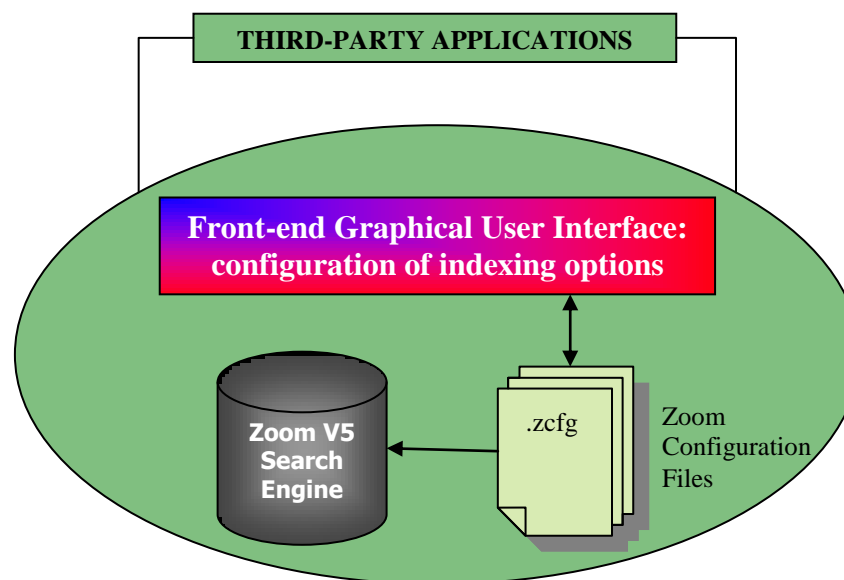 THIRD-PARTY APPLICATIONS
Front-end Graphical User Interface:
configuration of indexing options
.zcfg
Zoom
Configuration
Files
Zoom V5
Search
Engine